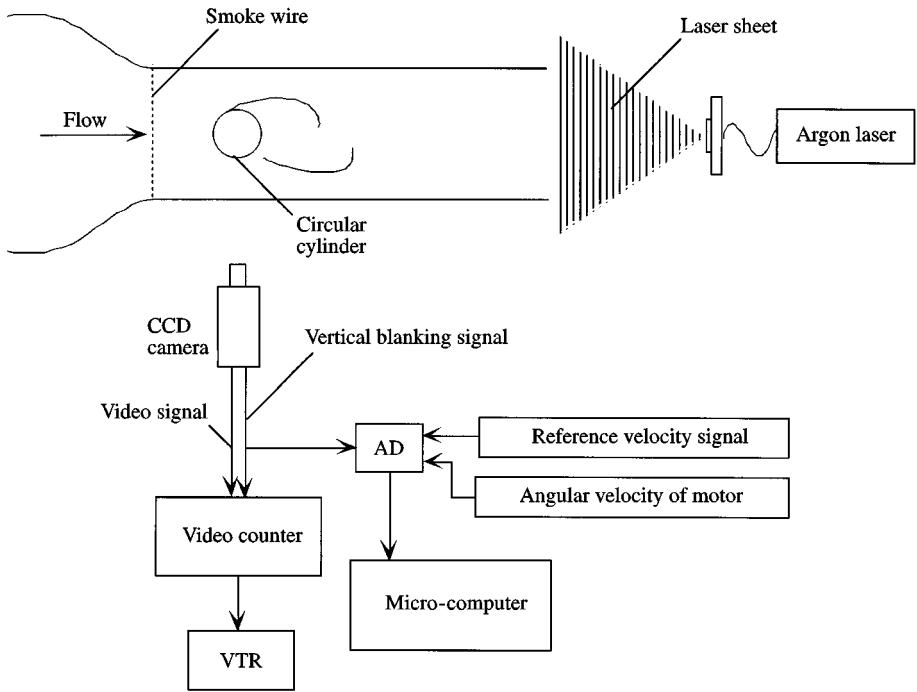 Smoke wire
Laser sheet
Flow
Argon laser
Circular
cylinder
CCD
camera
Vertical blanking signal
Video signal
AD
Reference velocity signal
Angular velocity of motor
Video counter
Micro-computer
VTR